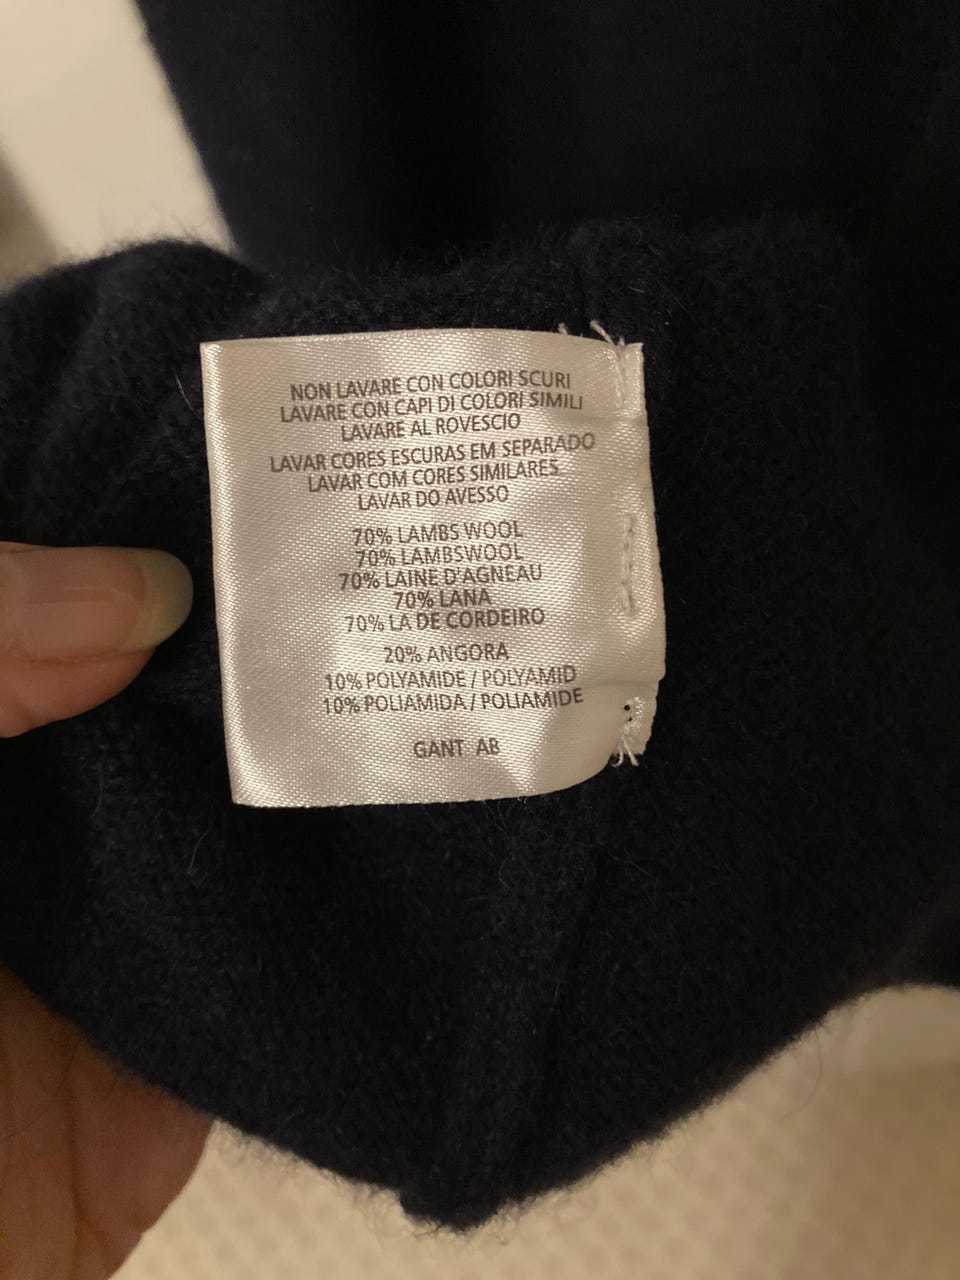 NON LAVARE CON COLORI SCURI
LAVARE CON CAPI DI COLORI SIMILI
LAVARE AL ROVESCIO
LAVAR CORES ESCURAS EM SEPARADO
LAVAR COM CORES SIMILARES
LAVAR DO AVESSO
70% LAMBS WOOL
70% LAMBSWOOL
70% LAINE D'AGNEAU
70% LANA
70% LA DE CORDEIRO
20% ANGORA
10% POLYAMIDE / POLYAMID
10% POLIAMIDA / POLIAMIDE
GANT AB